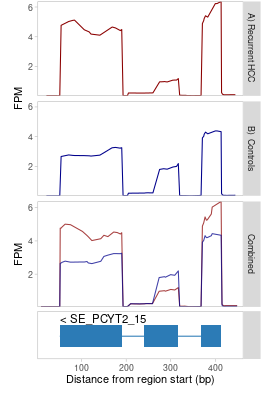 6
4
2
A) Recurrent HCC
6
4
2
B) Controls
6
4
2
Combined
FPM
FPM
< SE_PCYT2_15
100 200 300 400
Distance from region start (bp)